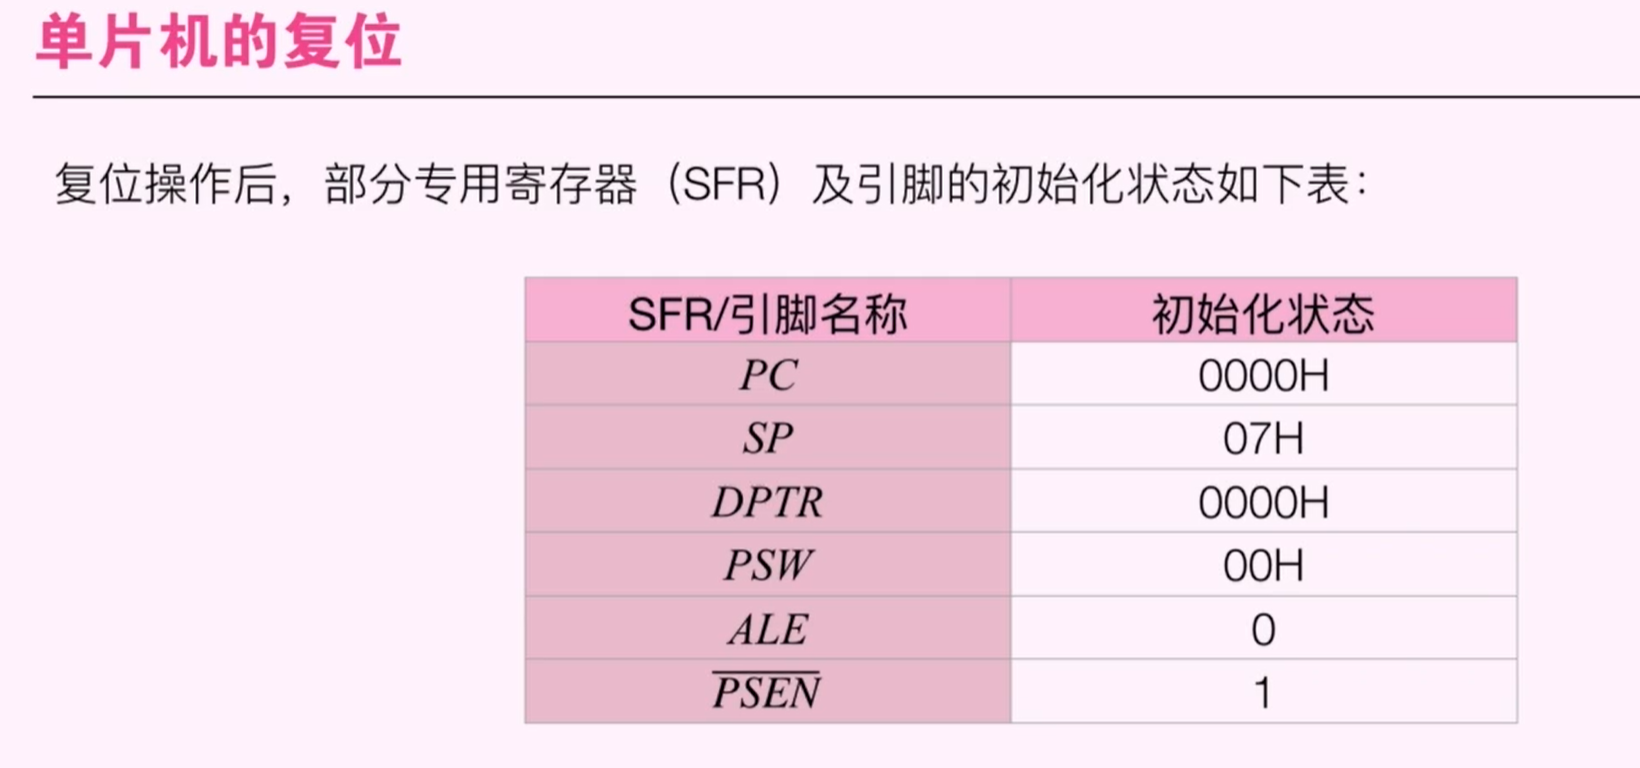 单片机的复位
复位操作后，部分专用寄存器（SFR）及引脚的初始化状态如下表：
SFR/引脚名称 初始化状态
PC 0000H
SP 07H
DPTR 0000H
PSW 00H
ALE 0
P̅S̅E̅N̅ 1